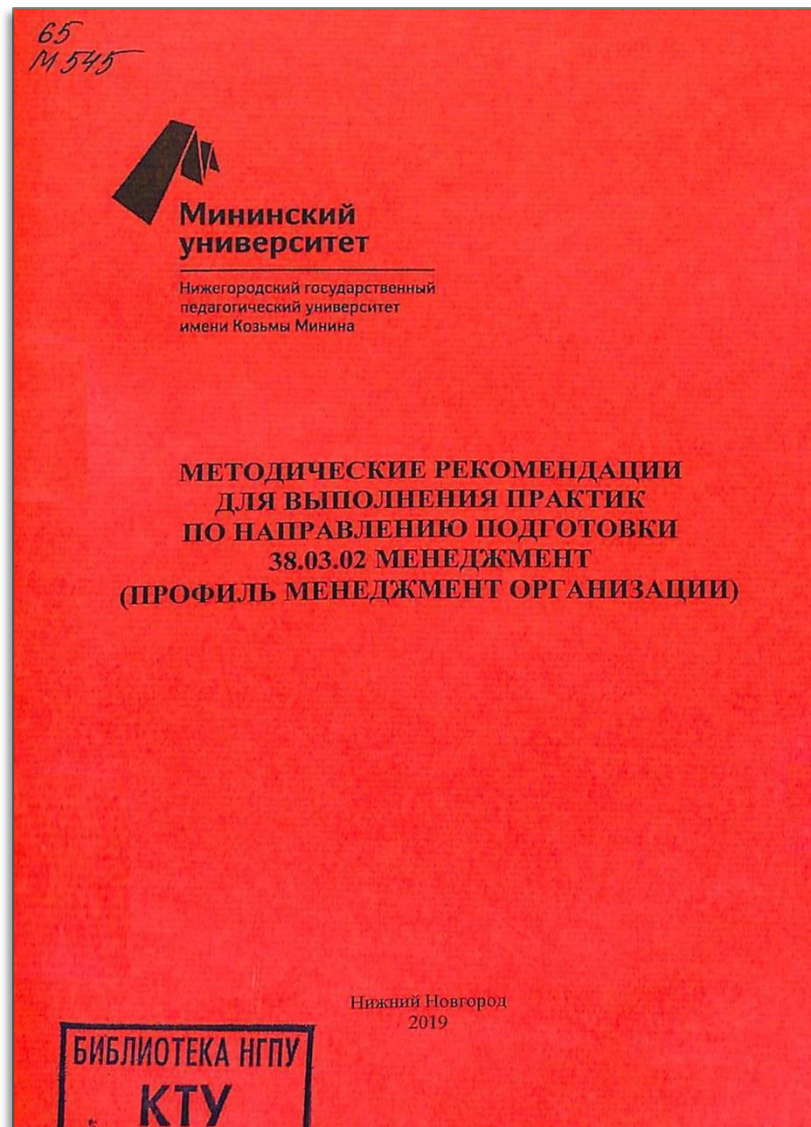 65
М 545
Мининский
университет
Нижегородский государственный
педагогический университет
имени Козьмы Минина
МЕТОДИЧЕСКИЕ РЕКОМЕНДАЦИИ
ДЛЯ ВЫПОЛНЕНИЯ ПРАКТИК
ПО НАПРАВЛЕНИЮ ПОДГОТОВКИ
38.03.02 МЕНЕДЖМЕНТ
(ПРОФИЛЬ МЕНЕДЖМЕНТ ОРГАНИЗАЦИИ)
Нижний Новгород
2019
БИБЛИОТЕКА НГПУ
КТУ